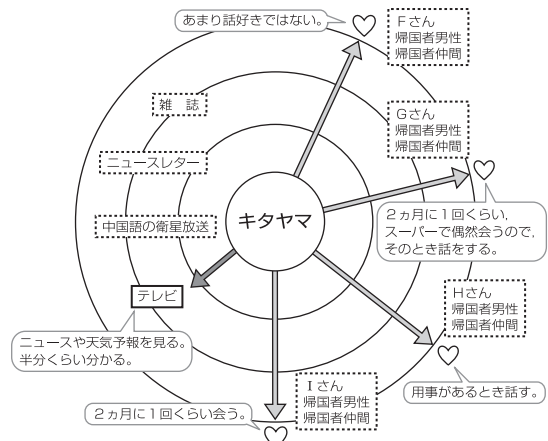 あまり話好きではない。
Fさん
帰国者男性
帰国者仲間
雑　誌
Gさん
帰国者男性
帰国者仲間
ニュースレター
キタヤマ
中国語の衛星放送
２ヵ月に１回くらい，
スーパーで偶然会うので，
そのとき話をする。
テレビ
Hさん
帰国者男性
帰国者仲間
ニュースや天気予報を見る。
半分くらい分かる。
Iさん
帰国者男性
帰国者仲間
用事があるとき話す。
２ヵ月に１回くらい会う。